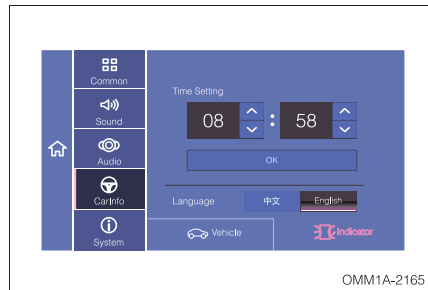 Common
Sound
Audio
CarInfo
System
Time Setting
08 : 58
OK
Language 中文 English
Vehicle
Indicator
OMM1A-2165